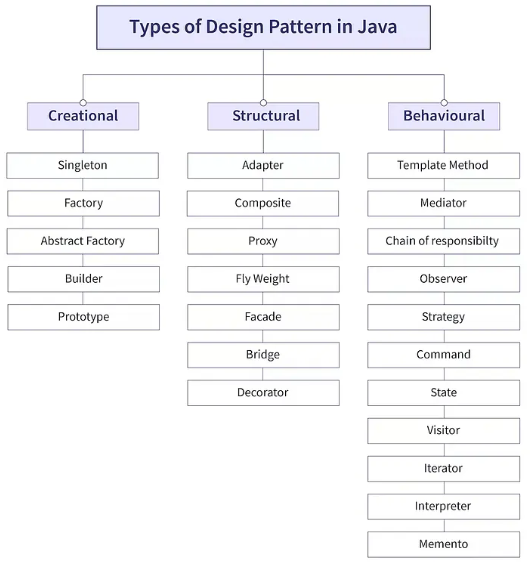 Types of Design Pattern in Java
Creational
Singleton
Factory
Abstract Factory
Builder
Prototype
Structural
Adapter
Composite
Proxy
Fly Weight
Facade
Bridge
Decorator
Behavioural
Template Method
Mediator
Chain of responsibilty
Observer
Strategy
Command
State
Visitor
Iterator
Interpreter
Memento